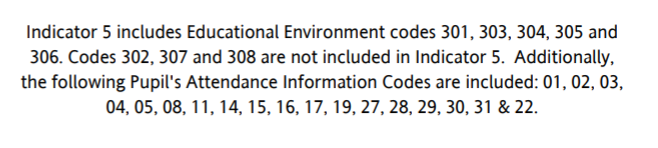 Indicator 5 includes Educational Environment codes 301, 303, 304, 305 and
306. Codes 302, 307 and 308 are not included in Indicator 5.  Additionally,
the following Pupil's Attendance Information Codes are included: 01, 02, 03,
04, 05, 08, 11, 14, 15, 16, 17, 19, 27, 28, 29, 30, 31 & 22.